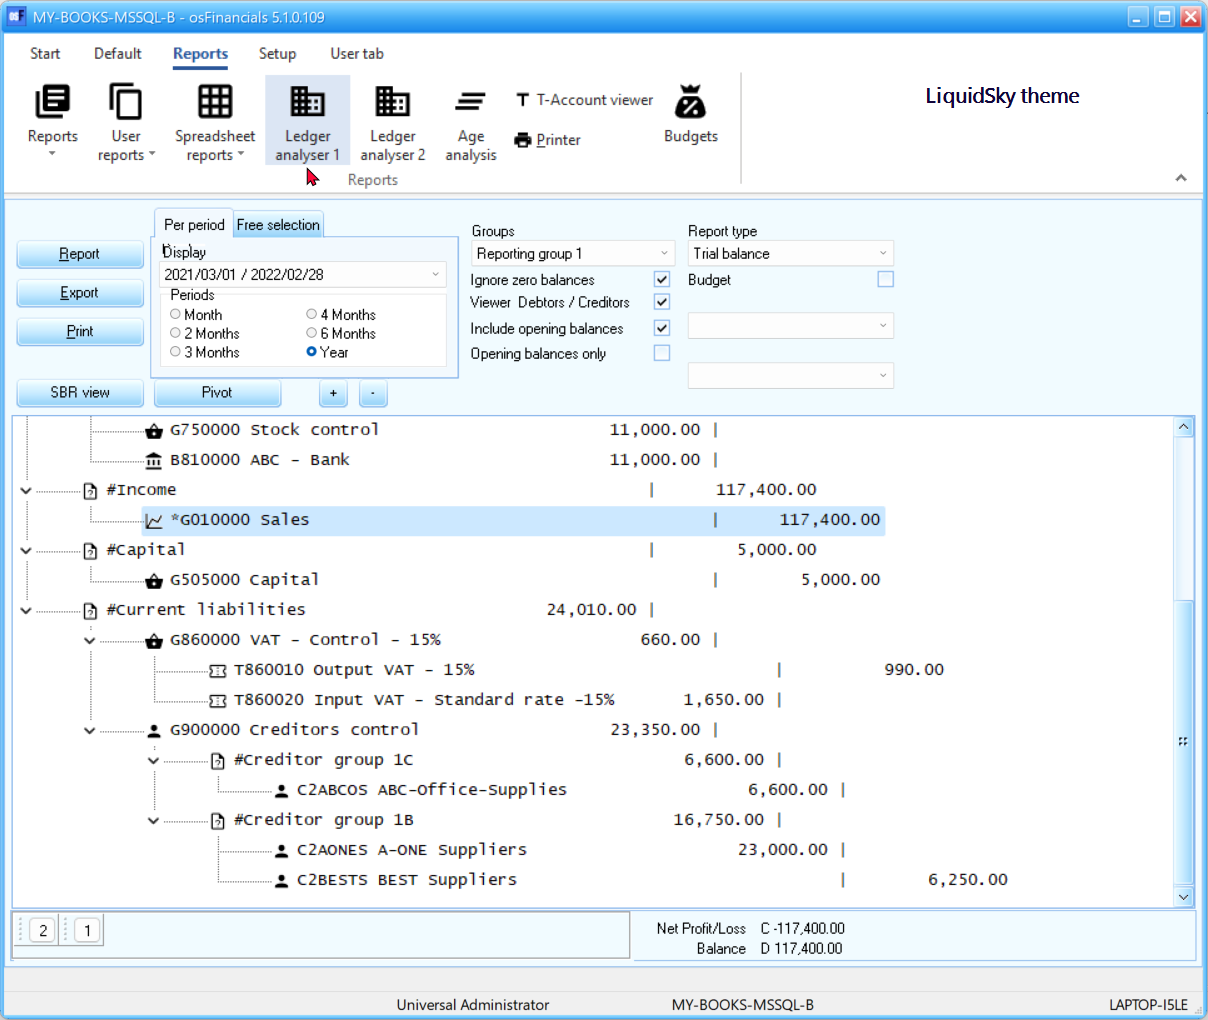 MY-BOOKS-MSSQL-B - osFinancials 5.1.0.109
Start Default Reports Setup User tab
LiquidSky theme
Reports
User reports
Spreadsheet reports
Ledger analyser 1
Ledger analyser 2
Age analysis
T-Account viewer
Printer
Budgets
Reports
Report
Export
Print
SBR view
Pivot
+
-
Per period Free selection
Display
2021/03/01 / 2022/02/28
Periods
Month 4 Months
2 Months 6 Months
3 Months Year
Groups
Reporting group 1
Ignore zero balances
Viewer Debtors / Creditors
Include opening balances
Opening balances only
Report type
Trial balance
Budget
G750000 Stock control 11,000.00 |
B810000 ABC - Bank 11,000.00 |
#Income | 117,400.00
*G010000 Sales | 117,400.00
#Capital | 5,000.00
G505000 Capital | 5,000.00
#Current liabilities 24,010.00 |
G860000 VAT - Control - 15% 660.00 |
T860010 Output VAT - 15% | 990.00
T860020 Input VAT - Standard rate -15% 1,650.00 |
G900000 Creditors control 23,350.00 |
#Creditor group 1C 6,600.00 |
C2ABCOS ABC-Office-Supplies 6,600.00 |
#Creditor group 1B 16,750.00 |
C2AONES A-ONE Suppliers 23,000.00 |
C2BESTS BEST Suppliers | 6,250.00
2 1
Net Profit/Loss C -117,400.00
Balance D 117,400.00
Universal Administrator MY-BOOKS-MSSQL-B LAPTOP-I5LE